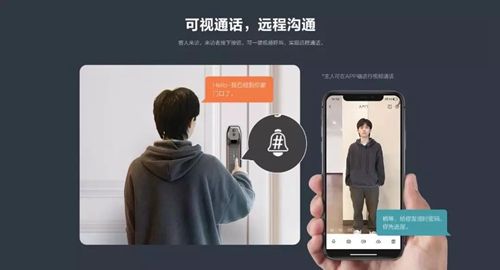 可视通话，远程沟通
客人来访，来访者按下按钮，可一键视频呼叫，实现远程通话。
*主人可在APP端进行视频通话
Hello~我已经到你家
门口了。
#
稍等，给你发临时密码，
你先进屋。